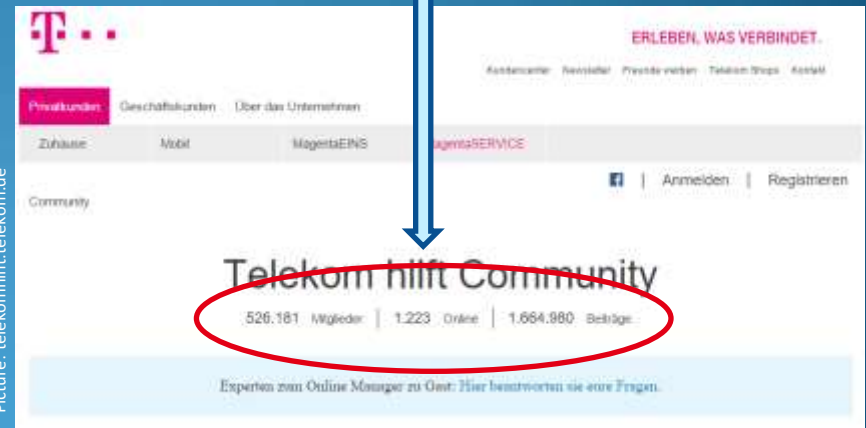 T
ERLEBEN, WAS VERBINDET.
Kundencenter Newsletter Freunde werben Telekom Shops Kontakt
Privatkunden Geschäftskunden Über das Unternehmen
Zuhause Mobil MagentaEINS MagentaSERVICE
Anmelden | Registrieren
Community
Telekom hilft Community
526.181 Mitglieder | 1.223 Online | 1.664.980 Beiträge
Experten zum Online Manager zu Gast: Hier beantworten sie eure Fragen.
Picture: telekomhilft.telekom.de